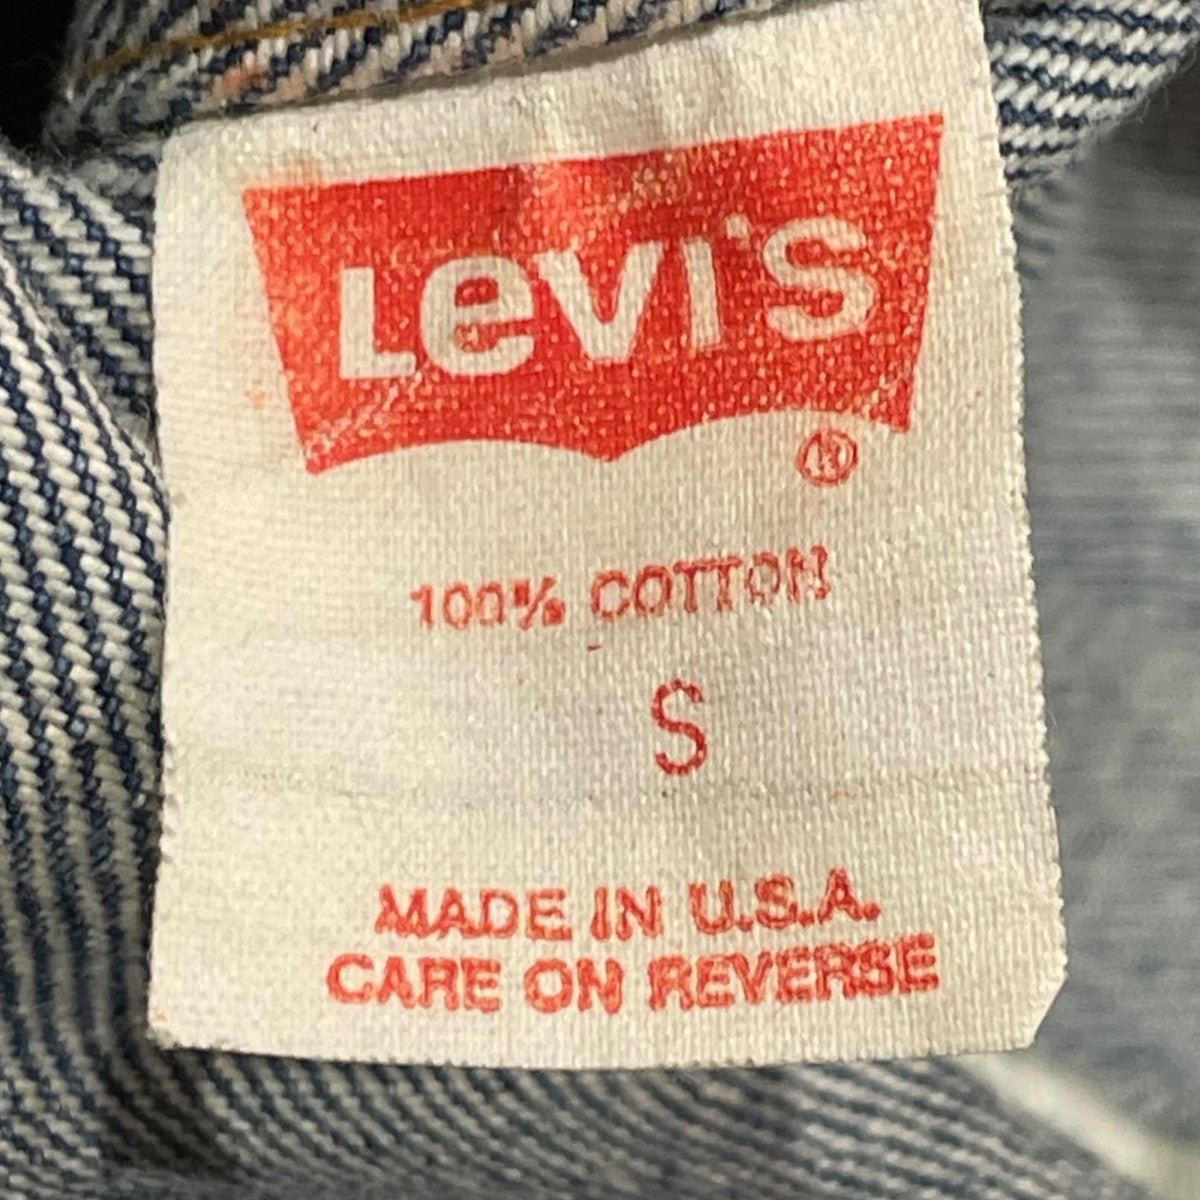 Levi's
®
100% COTTON
S
MADE IN U.S.A.
CARE ON REVERSE